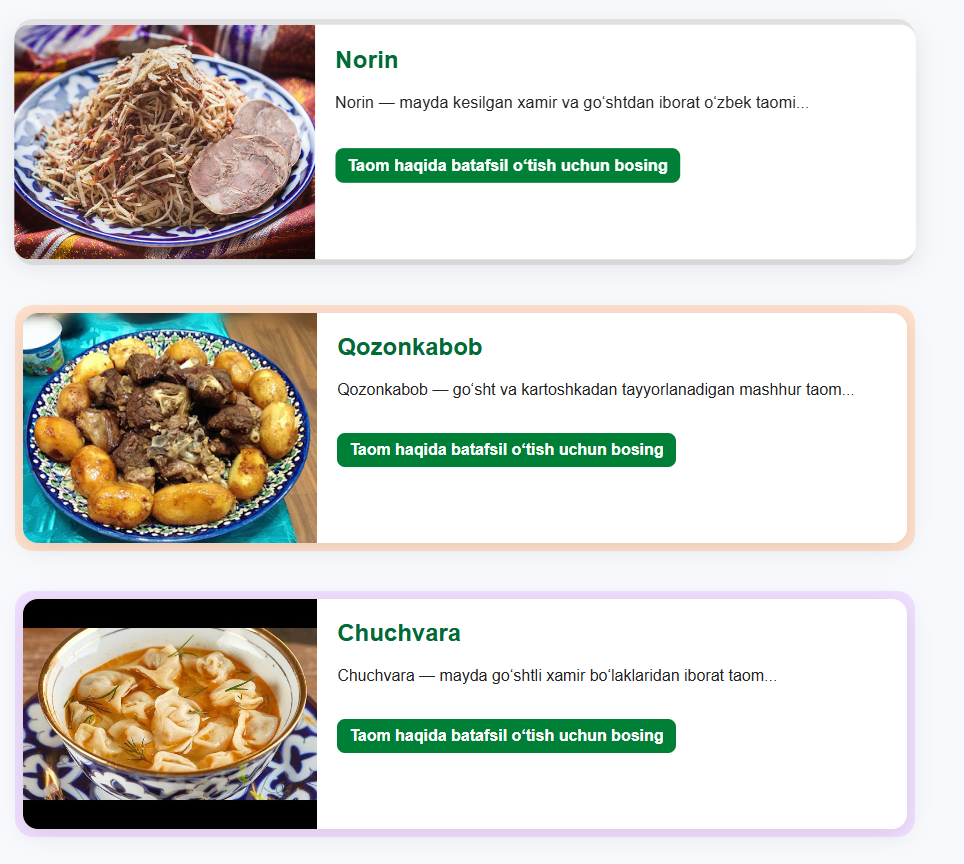 Norin
Norin — mayda kesilgan xamir va goʻshtdan iborat oʻzbek taomi...
Taom haqida batafsil oʻtish uchun bosing
Qozonkabob
Qozonkabob — goʻsht va kartoshkadan tayyorlanadigan mashhur taom...
Taom haqida batafsil oʻtish uchun bosing
Chuchvara
Chuchvara — mayda goʻshtli xamir boʻlaklaridan iborat taom...
Taom haqida batafsil oʻtish uchun bosing